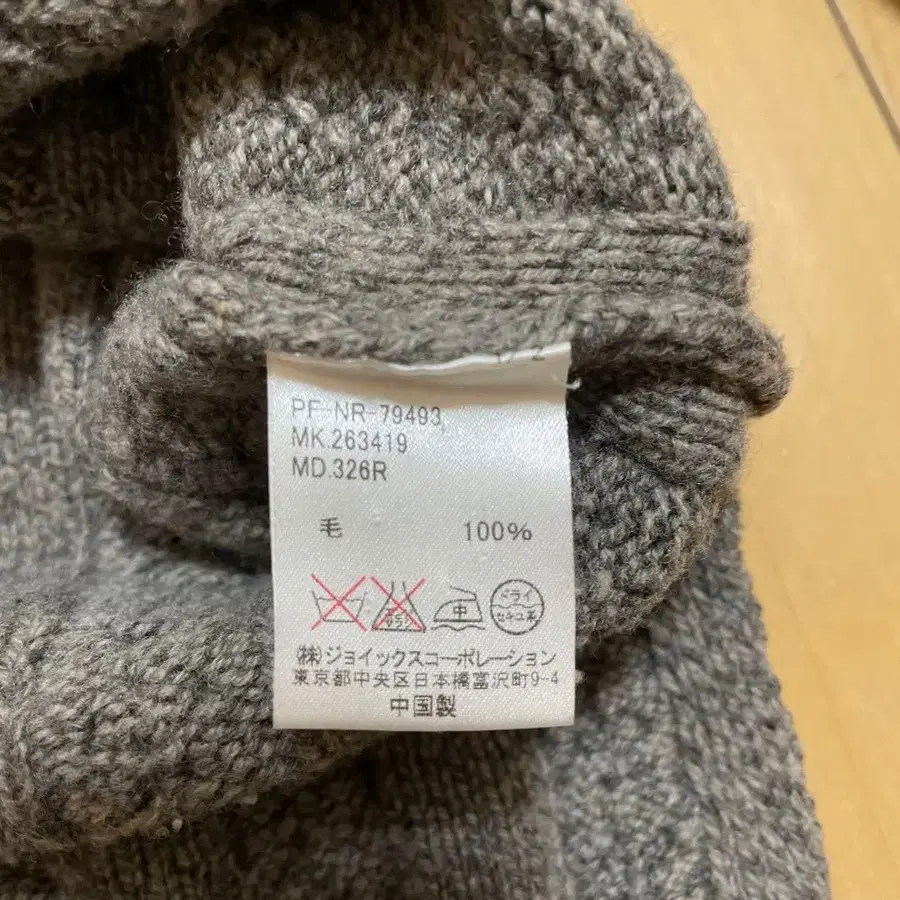 PF-NR-79493
MK.263419
MD.326R
毛 100%
中 ドライ
セキユ系
㈱ジョイックスコーポレーション
東京都中央区日本橋富沢町9-4
中国製